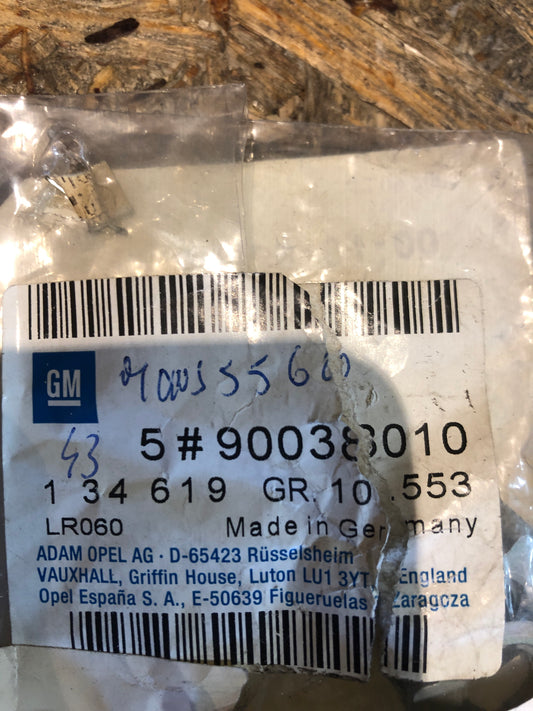 GM
43
5#90038010
1 34 619 GR. 10.553
LR060 Made in Germany
ADAM OPEL AG · D-65423 Rüsselsheim
VAUXHALL, Griffin House, Luton LU1 3YT, England
Opel España S. A., E-50639 Figueruelas Zaragoza